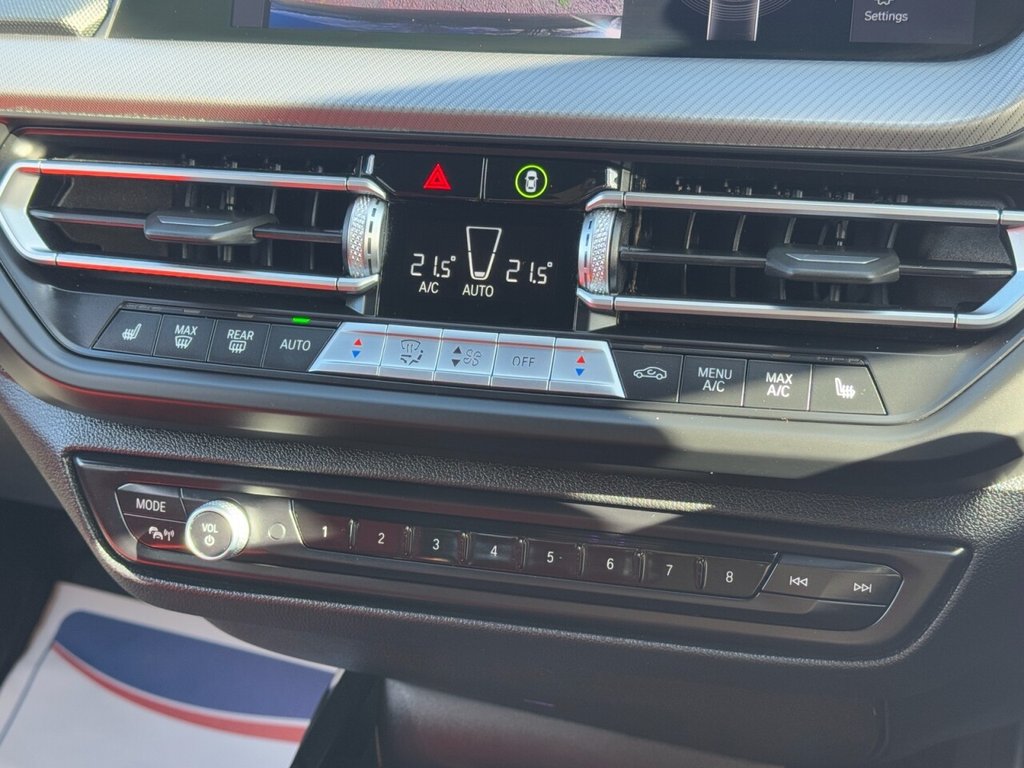 Settings
21.5° 21.5°
A/C AUTO
MAX REAR AUTO OFF MENU A/C MAX A/C
MODE
VOL
1 2 3 4 5 6 7 8